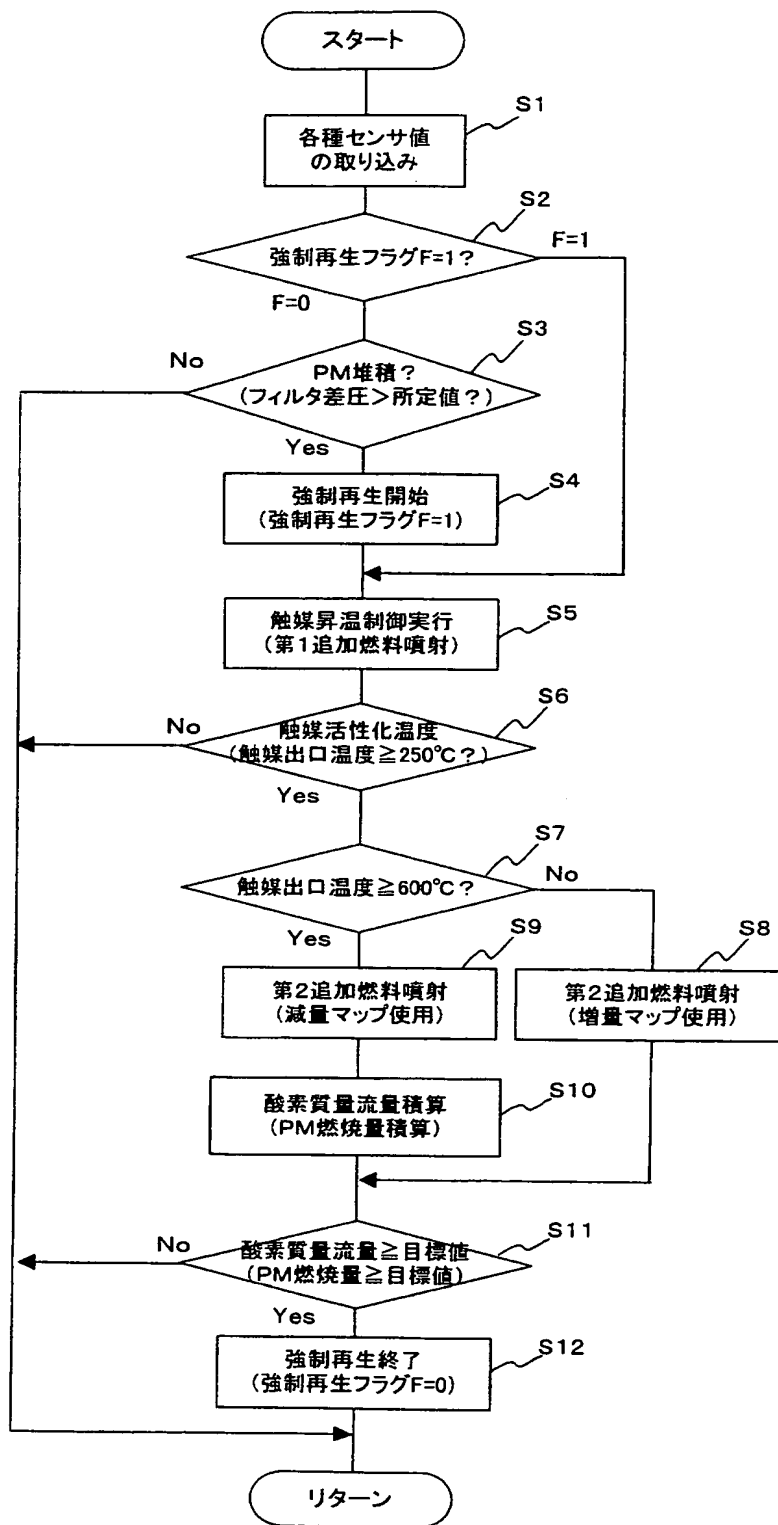 スタート
S1
各種センサ値
の取り込み
S2
強制再生フラグF=1?
F=1
F=0
S3
No
PM堆積?
(フィルタ差圧>所定値?)
Yes
S4
強制再生開始
(強制再生フラグF=1)
S5
触媒昇温制御実行
(第1追加燃料噴射)
S6
No
触媒活性化温度
(触媒出口温度≧250℃?)
Yes
S7
触媒出口温度≧600℃?
No
Yes
S9
第2追加燃料噴射
(減量マップ使用)
S8
第2追加燃料噴射
(増量マップ使用)
S10
酸素質量流量積算
(PM燃焼量積算)
S11
No
酸素質量流量≧目標値
(PM燃焼量≧目標値)
Yes
S12
強制再生終了
(強制再生フラグF=0)
リターン